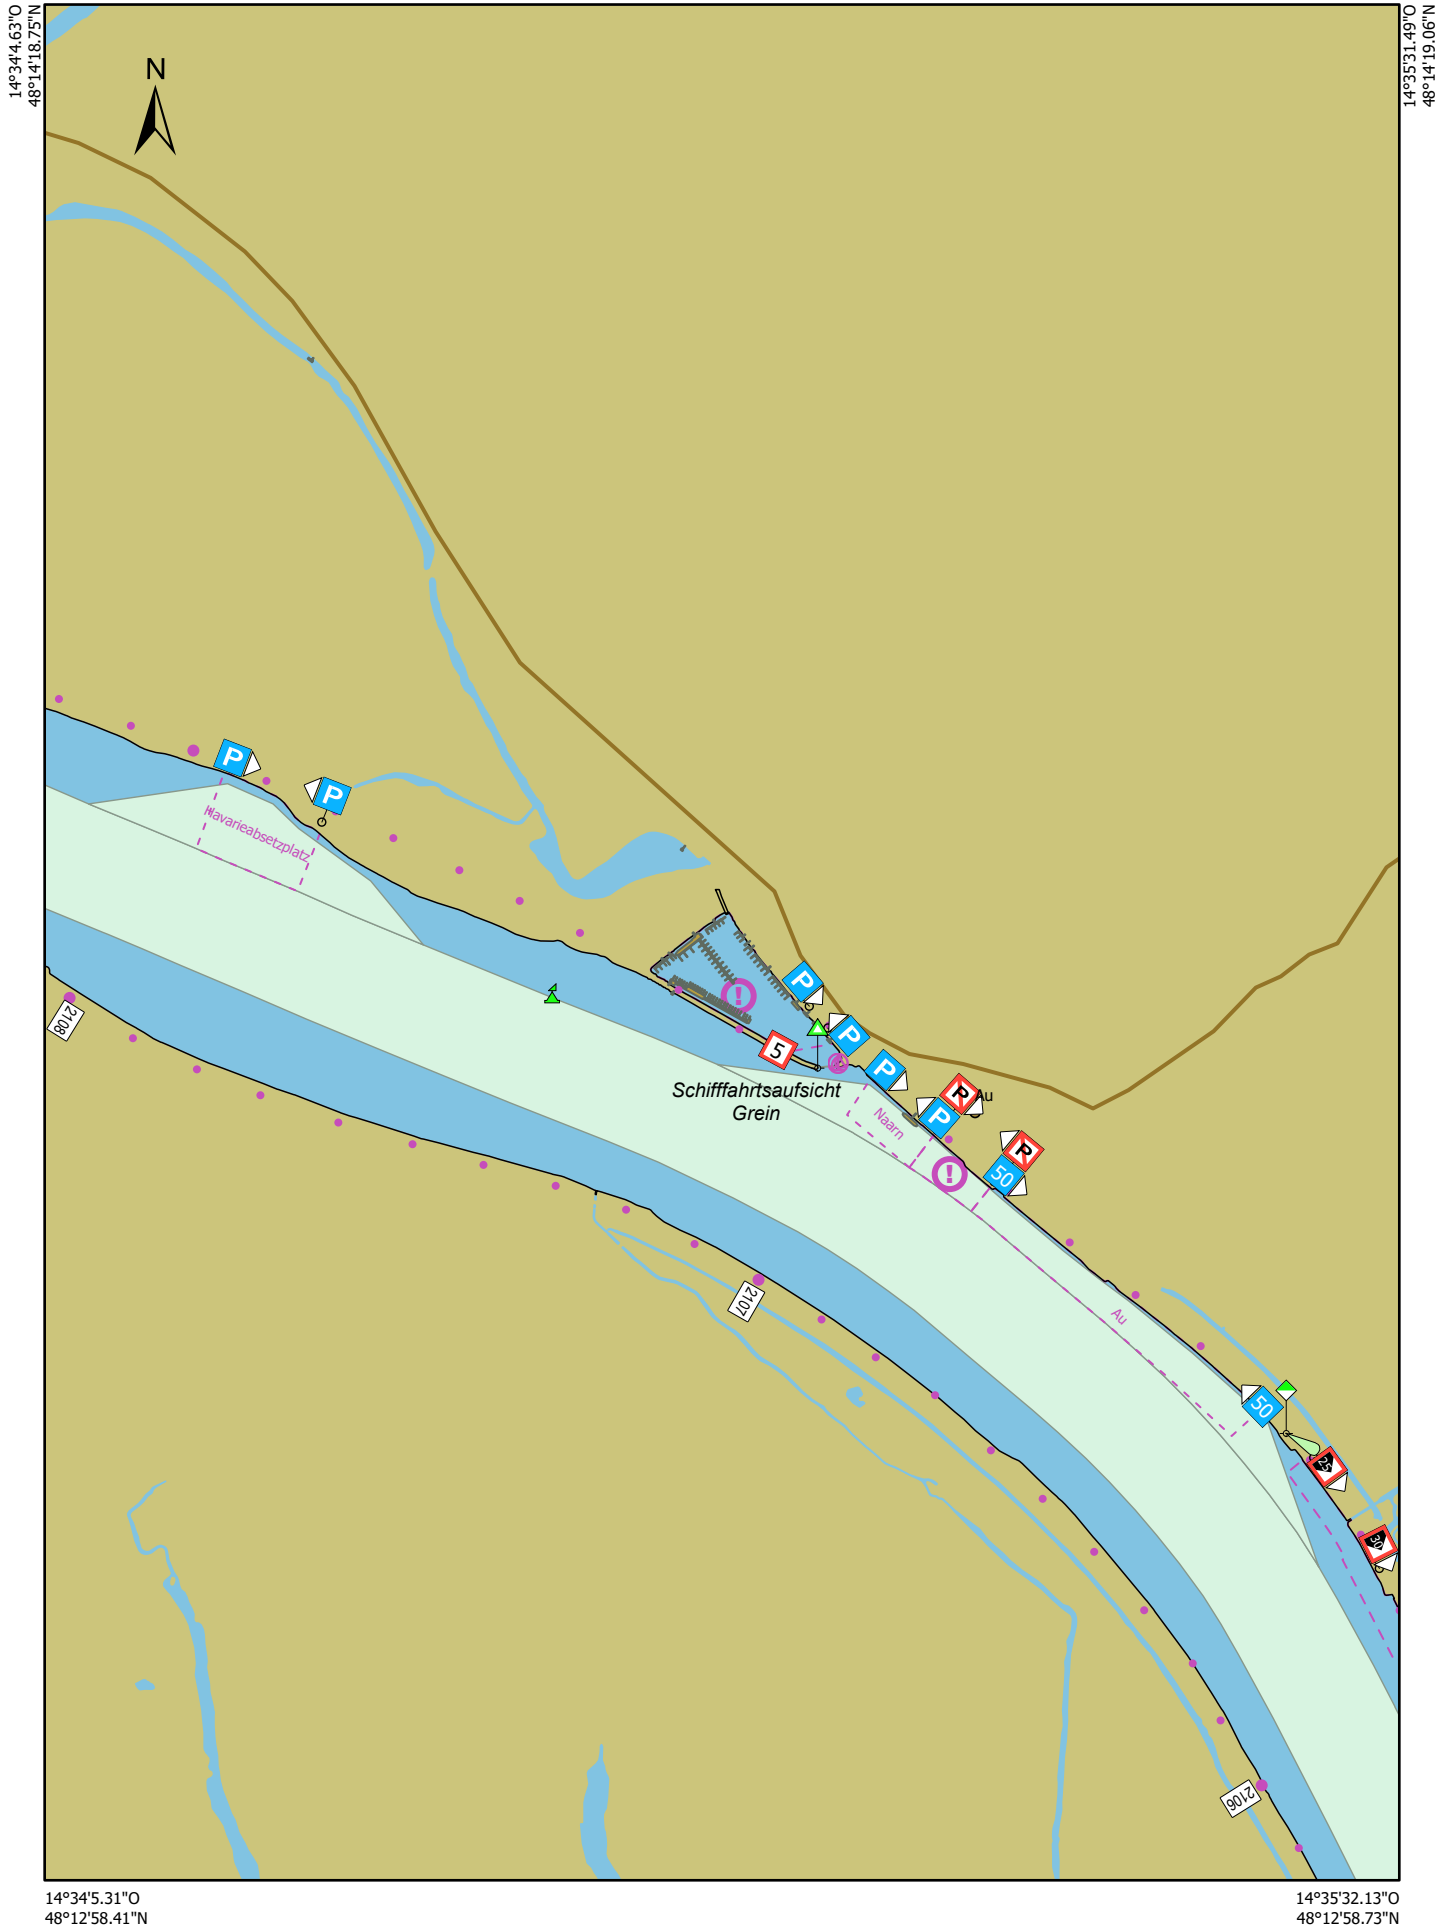 14°34'4.63"O
48°14'18.75"N
14°35'31.49"O
48°14'19.06"N
N
P
P
Havarieabsetzplatz
P
P
5
P
Schifffahrtsaufsicht
Grein
P
Au
P
Naarn
P
50
2108
2107
Au
50
25
30
2106
14°34'5.31"O
48°12'58.41"N
14°35'32.13"O
48°12'58.73"N